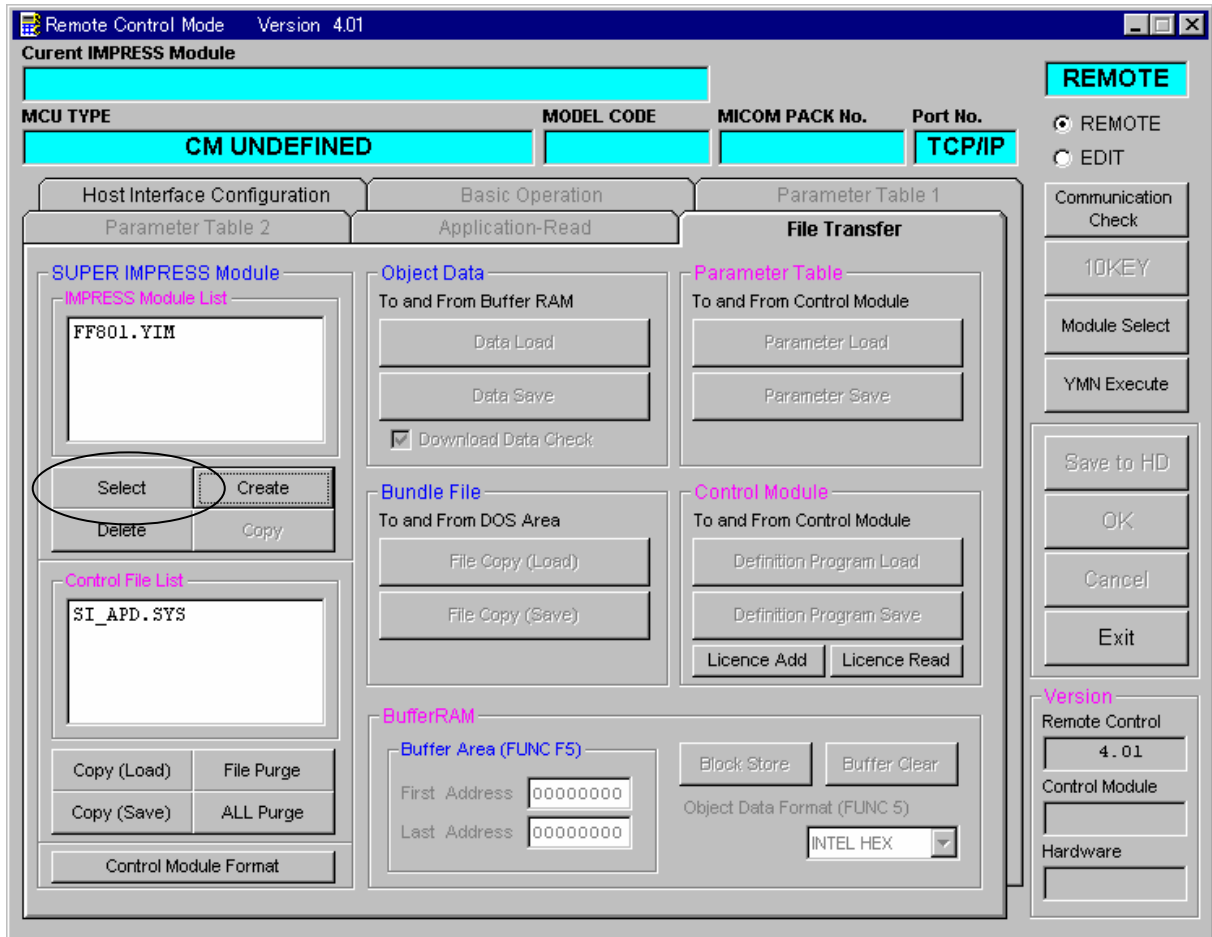 Remote Control Mode Version 4.01
Curent IMPRESS Module
REMOTE
MCU TYPE MODEL CODE MICOM PACK No. Port No.
CM UNDEFINED TCP/IP
REMOTE
EDIT
Host Interface Configuration Basic Operation Parameter Table 1
Parameter Table 2 Application-Read File Transfer
SUPER IMPRESS Module
IMPRESS Module List
FF801.YIM
Select Create
Delete Copy
Control File List
SI_APD.SYS
Copy (Load) File Purge
Copy (Save) ALL Purge
Control Module Format
Object Data
To and From Buffer RAM
Data Load
Data Save
Download Data Check
Parameter Table
To and From Control Module
Parameter Load
Parameter Save
Bundle File
To and From DOS Area
File Copy (Load)
File Copy (Save)
Control Module
To and From Control Module
Definition Program Load
Definition Program Save
Licence Add Licence Read
BufferRAM
Buffer Area (FUNC F5)
First Address 00000000
Last Address 00000000
Block Store Buffer Clear
Object Data Format (FUNC 5)
INTEL HEX
Communication
Check
10KEY
Module Select
YMN Execute
Save to HD
OK
Cancel
Exit
Version
Remote Control
4.01
Control Module
Hardware